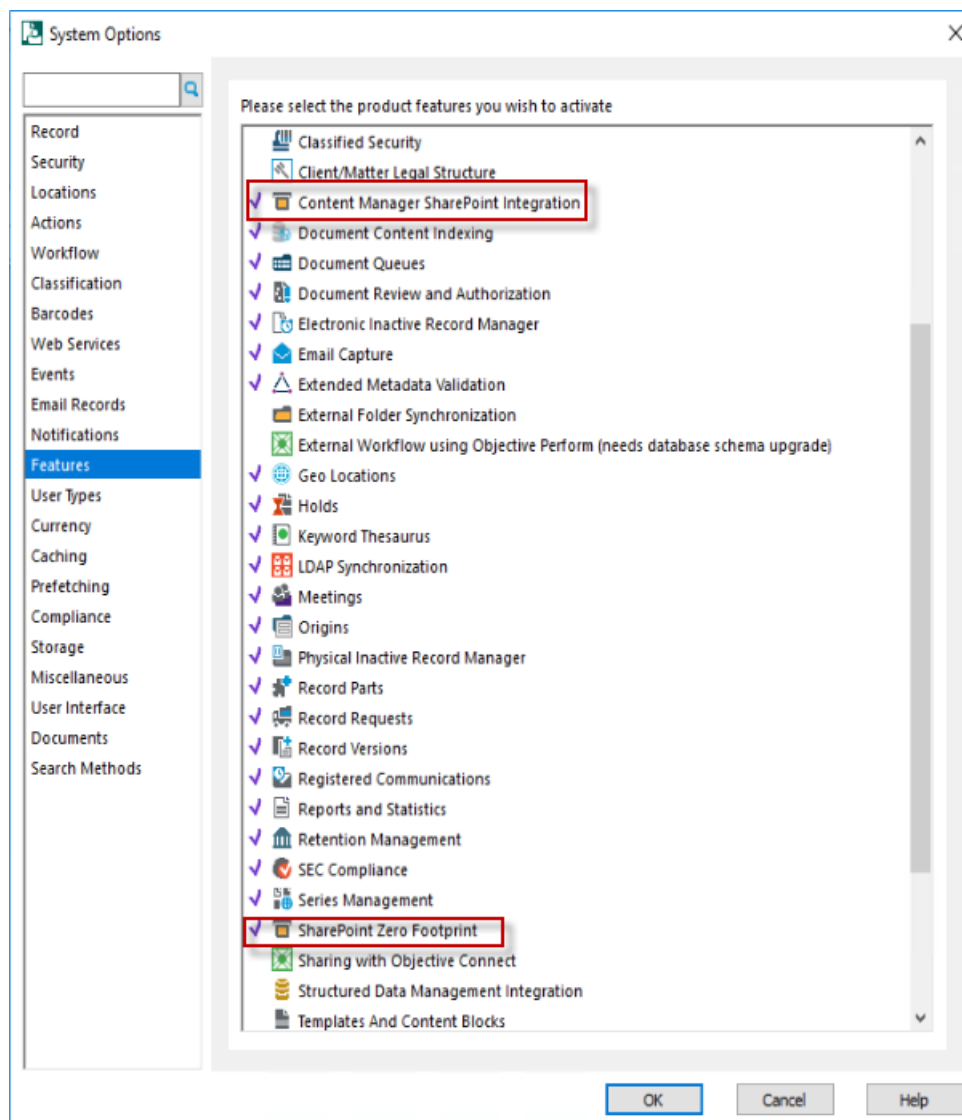 System Options
Please select the product features you wish to activate
Record
Security
Locations
Actions
Workflow
Classification
Barcodes
Web Services
Events
Email Records
Notifications
Features
User Types
Currency
Caching
Prefetching
Compliance
Storage
Miscellaneous
User Interface
Documents
Search Methods
Classified Security
Client/Matter Legal Structure
Content Manager SharePoint Integration
Document Content Indexing
Document Queues
Document Review and Authorization
Electronic Inactive Record Manager
Email Capture
Extended Metadata Validation
External Folder Synchronization
External Workflow using Objective Perform (needs database schema upgrade)
Geo Locations
Holds
Keyword Thesaurus
LDAP Synchronization
Meetings
Origins
Physical Inactive Record Manager
Record Parts
Record Requests
Record Versions
Registered Communications
Reports and Statistics
Retention Management
SEC Compliance
Series Management
SharePoint Zero Footprint
Sharing with Objective Connect
Structured Data Management Integration
Templates And Content Blocks
OK
Cancel
Help